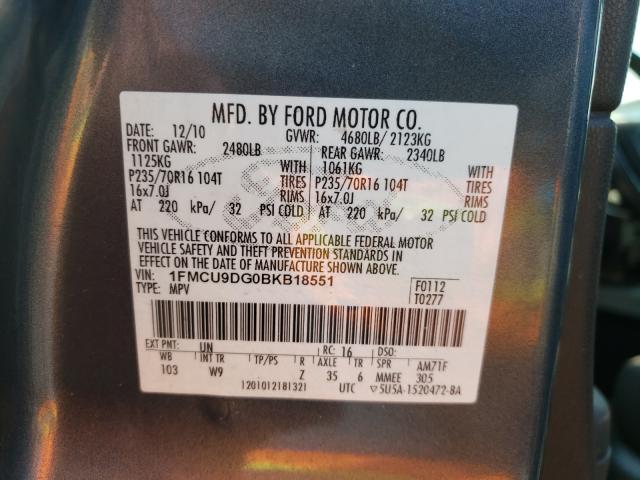 MFD. BY FORD MOTOR CO.
DATE: 12/10 GVWR: 4680LB/ 2123KG
FRONT GAWR: 2480LB REAR GAWR: 2340LB
1125KG WITH 1061KG WITH
P235/70R16 104T TIRES P235/70R16 104T TIRES
16x7.0J RIMS 16x7.0J RIMS
AT 220 kPa/ 32 PSI COLD AT 220 kPa/ 32 PSI COLD
THIS VEHICLE CONFORMS TO ALL APPLICABLE FEDERAL MOTOR
VEHICLE SAFETY AND THEFT PREVENTION STANDARDS IN
EFFECT ON THE DATE OF MANUFACTURE SHOWN ABOVE.
VIN: 1FMCU9DG0BKB18551 F0112
TYPE: MPV T0277
EXT PNT: UN RC: 16 DSO:
WB INT TR TP/PS R AXLE TR SPR AM71F
103 W9 Z 35 6 MMEE 305
1201012181321 UTC ▽5U5A-1520472-BA